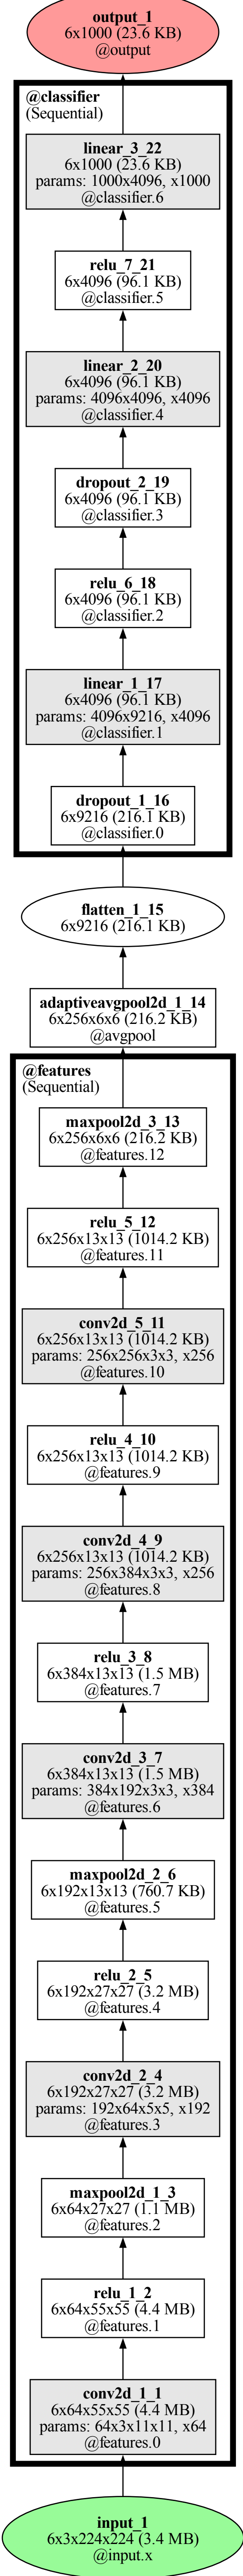 output_1
6x1000 (23.6 KB)
@output
@classifier
(Sequential)
linear_3_22
6x1000 (23.6 KB)
params: 1000x4096, x1000
@classifier.6
relu_7_21
6x4096 (96.1 KB)
@classifier.5
linear_2_20
6x4096 (96.1 KB)
params: 4096x4096, x4096
@classifier.4
dropout_2_19
6x4096 (96.1 KB)
@classifier.3
relu_6_18
6x4096 (96.1 KB)
@classifier.2
linear_1_17
6x4096 (96.1 KB)
params: 4096x9216, x4096
@classifier.1
dropout_1_16
6x9216 (216.1 KB)
@classifier.0
flatten_1_15
6x9216 (216.1 KB)
adaptiveavgpool2d_1_14
6x256x6x6 (216.2 KB)
@avgpool
@features
(Sequential)
maxpool2d_3_13
6x256x6x6 (216.2 KB)
@features.12
relu_5_12
6x256x13x13 (1014.2 KB)
@features.11
conv2d_5_11
6x256x13x13 (1014.2 KB)
params: 256x256x3x3, x256
@features.10
relu_4_10
6x256x13x13 (1014.2 KB)
@features.9
conv2d_4_9
6x256x13x13 (1014.2 KB)
params: 256x384x3x3, x256
@features.8
relu_3_8
6x384x13x13 (1.5 MB)
@features.7
conv2d_3_7
6x384x13x13 (1.5 MB)
params: 384x192x3x3, x384
@features.6
maxpool2d_2_6
6x192x13x13 (760.7 KB)
@features.5
relu_2_5
6x192x27x27 (3.2 MB)
@features.4
conv2d_2_4
6x192x27x27 (3.2 MB)
params: 192x64x5x5, x192
@features.3
maxpool2d_1_3
6x64x27x27 (1.1 MB)
@features.2
relu_1_2
6x64x55x55 (4.4 MB)
@features.1
conv2d_1_1
6x64x55x55 (4.4 MB)
params: 64x3x11x11, x64
@features.0
input_1
6x3x224x224 (3.4 MB)
@input.x